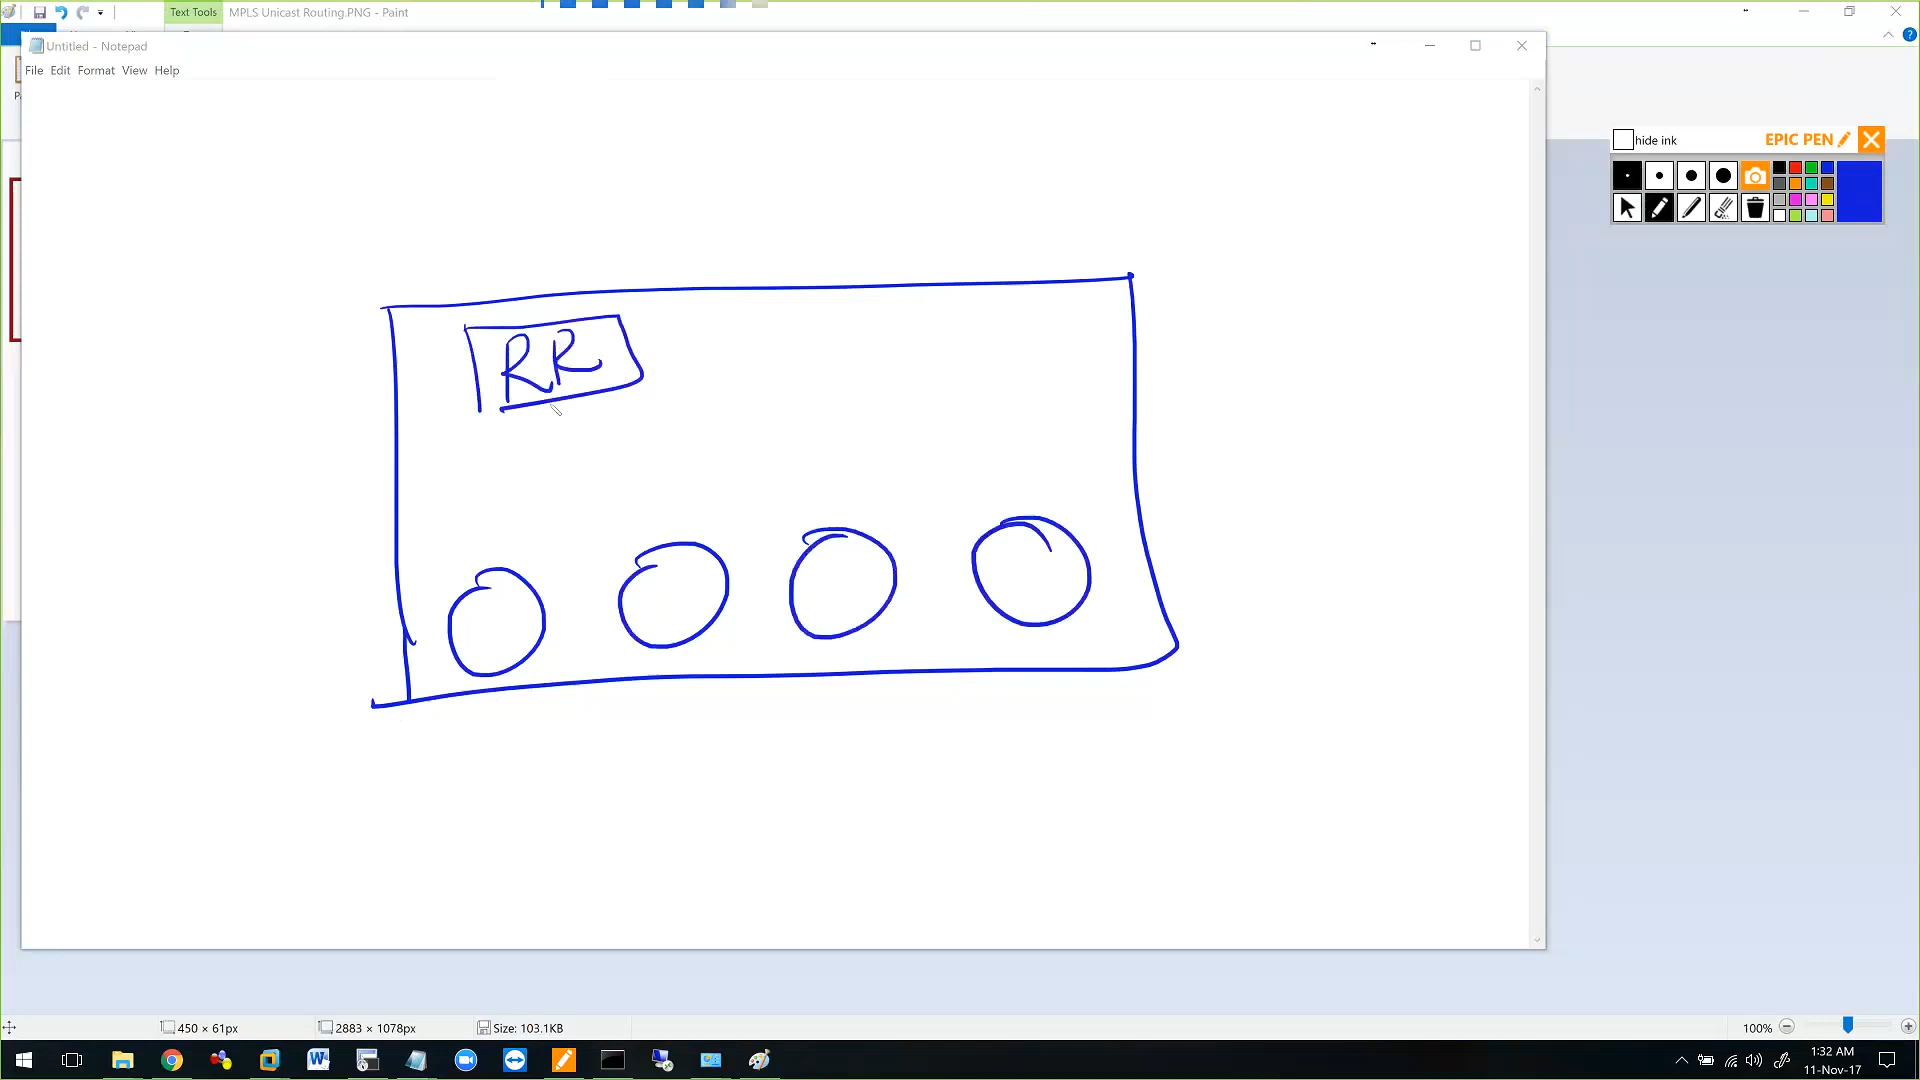 Text Tools MPLS Unicast Routing.PNG - Paint
Untitled - Notepad
File Edit Format View Help
hide ink EPIC PEN
RR
450 × 61px 2883 × 1078px Size: 103.1KB 100%
1:32 AM
11-Nov-17